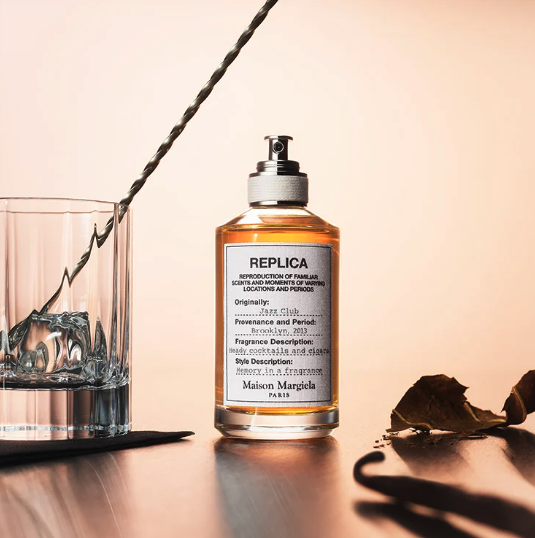 REPLICA
REPRODUCTION OF FAMILIAR
SCENTS AND MOMENTS OF VARYING
LOCATIONS AND PERIODS
Originally:
Jazz Club
Provenance and Period:
Brooklyn, 2013
Fragrance Description:
Heady cocktails and cigars
Style Description:
Memory in a fragrance
Maison Margiela
PARIS